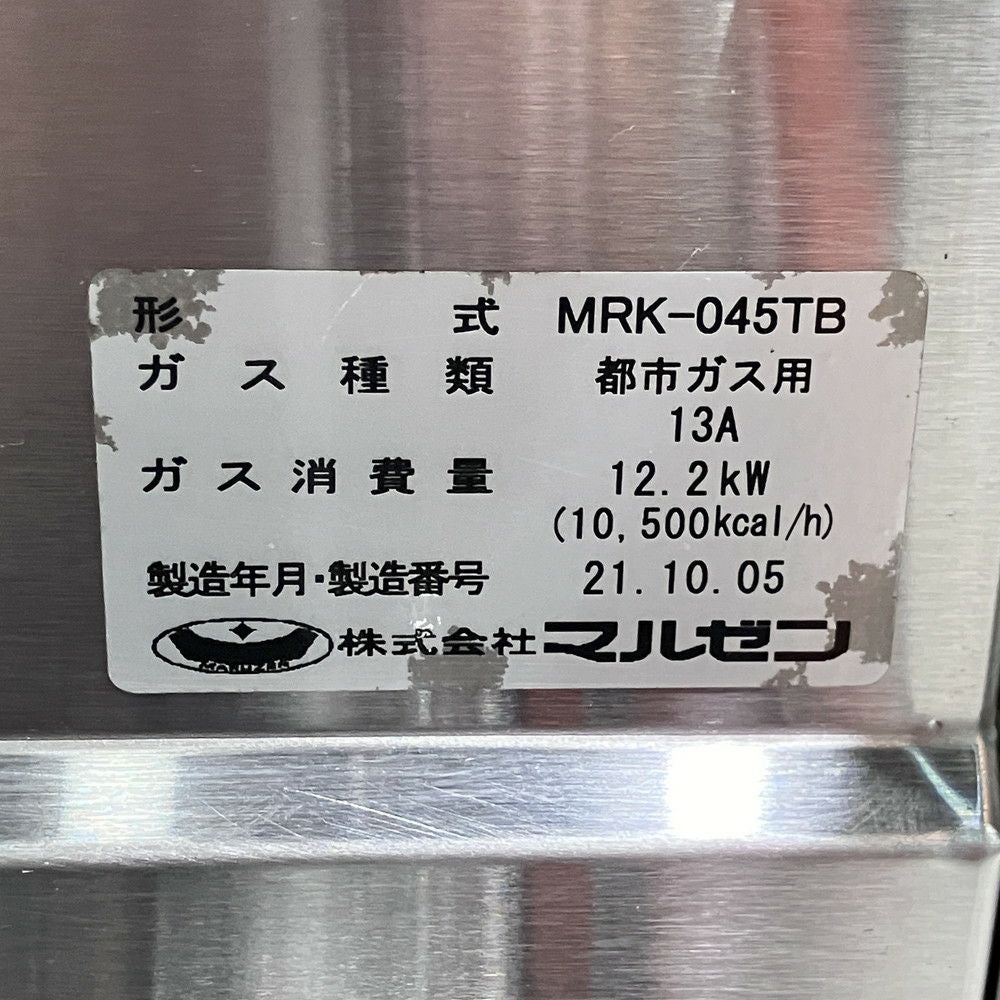 形式 MRK-045TB
ガス種類 都市ガス用
13A
ガス消費量 12.2kW
(10,500kcal/h)
製造年月・製造番号 21.10.05
MARUZEN 株式会社マルゼン